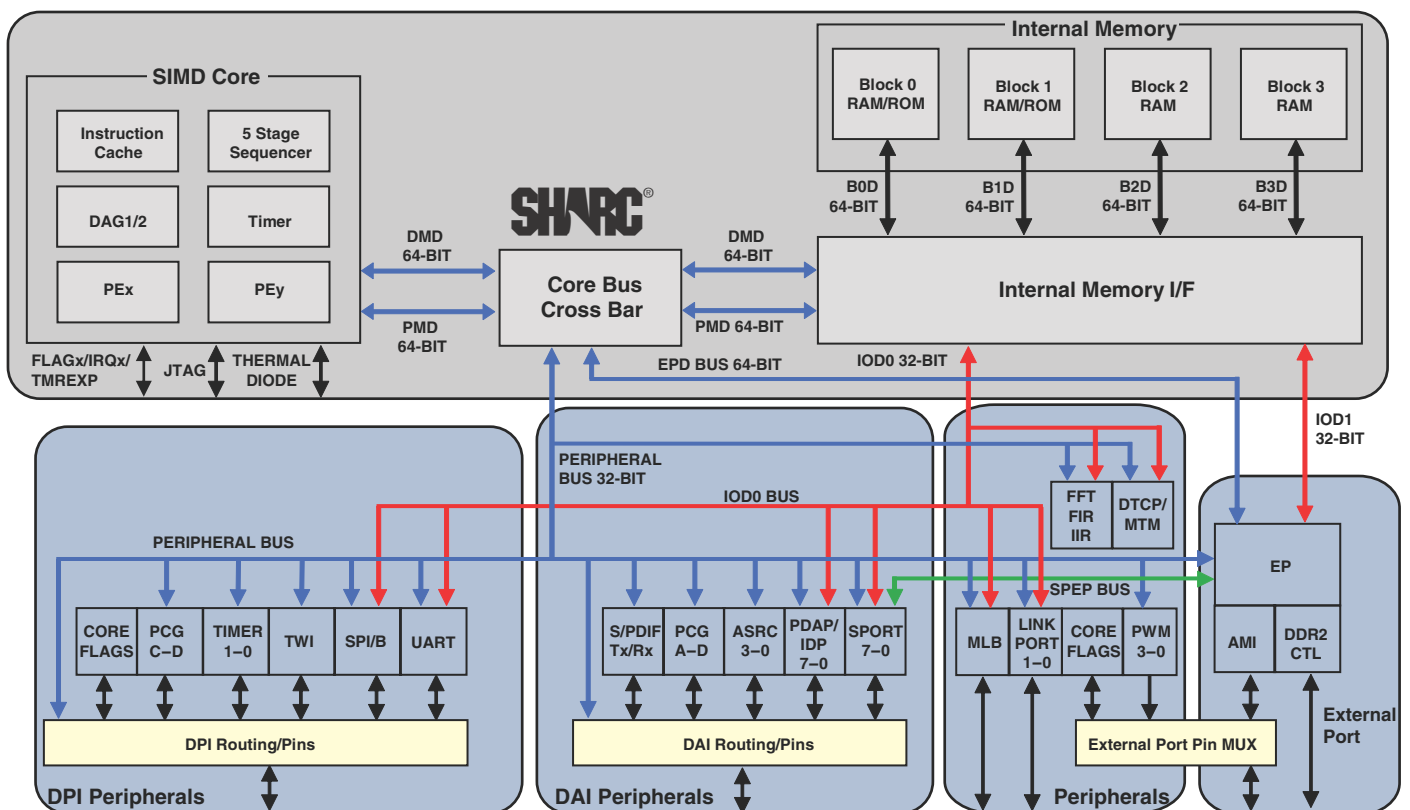 Internal Memory
SIMD Core
Block 0
RAM/ROM
Block 1
RAM/ROM
Block 2
RAM
Block 3
RAM
Instruction
Cache
5 Stage
Sequencer
DAG1/2
Timer
PEx
PEy
SHARC®
B0D
64-BIT
B1D
64-BIT
B2D
64-BIT
B3D
64-BIT
DMD
64-BIT
DMD
64-BIT
Core Bus
Cross Bar
Internal Memory I/F
PMD
64-BIT
PMD 64-BIT
FLAGx/IRQx/
TMREXP
JTAG
THERMAL
DIODE
EPD BUS 64-BIT
IOD0 32-BIT
IOD1
32-BIT
PERIPHERAL
BUS 32-BIT
IOD0 BUS
FFT
FIR
IIR
DTCP/
MTM
PERIPHERAL BUS
EP
SPEP BUS
CORE
FLAGS
PCG
C–D
TIMER
1–0
TWI
SPI/B
UART
S/PDIF
Tx/Rx
PCG
A–D
ASRC
3–0
PDAP/
IDP
7–0
SPORT
7–0
MLB
LINK
PORT
1–0
CORE
FLAGS
PWM
3–0
AMI
DDR2
CTL
DPI Routing/Pins
DAI Routing/Pins
External Port Pin MUX
External
Port
DPI Peripherals
DAI Peripherals
Peripherals